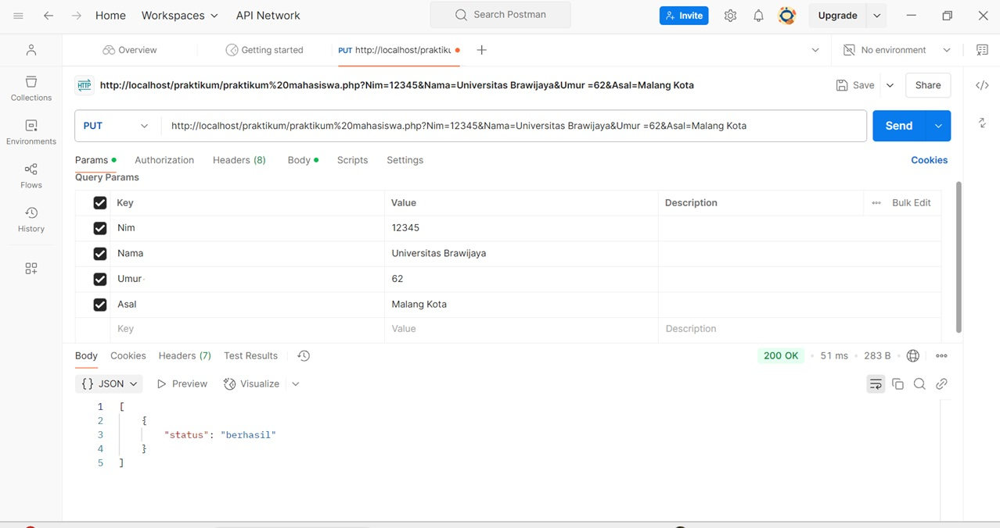 Home Workspaces API Network Search Postman Invite Upgrade
Overview Getting started PUT http://localhost/praktiku No environment
HTTP http://localhost/praktikum/praktikum%20mahasiswa.php?Nim=12345&Nama=Universitas Brawijaya&Umur =62&Asal=Malang Kota Save Share
Collections
PUT http://localhost/praktikum/praktikum%20mahasiswa.php?Nim=12345&Nama=Universitas Brawijaya&Umur =62&Asal=Malang Kota Send
Environments
Params Authorization Headers (8) Body Scripts Settings Cookies
Query Params
Flows
Key Value Description Bulk Edit
Nim 12345
History
Nama Universitas Brawijaya
Umur 62
Asal Malang Kota
Key Value Description
Body Cookies Headers (7) Test Results 200 OK 51 ms 283 B
{} JSON Preview Visualize
1 [
2 {
3 "status": "berhasil"
4 }
5 ]